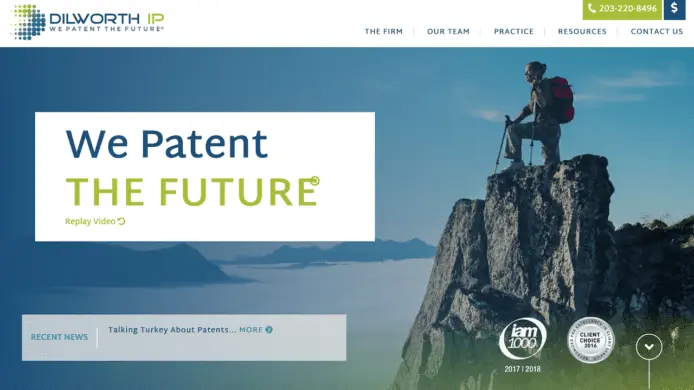 DILWORTH IP
WE PATENT THE FUTURE®
203-220-8496
$
THE FIRM
OUR TEAM
PRACTICE
RESOURCES
CONTACT US
We Patent
THE FUTURE®
Replay Video
RECENT NEWS
Talking Turkey About Patents... MORE
iam
1000
2017 | 2018
CLIENT
CHOICE
2016